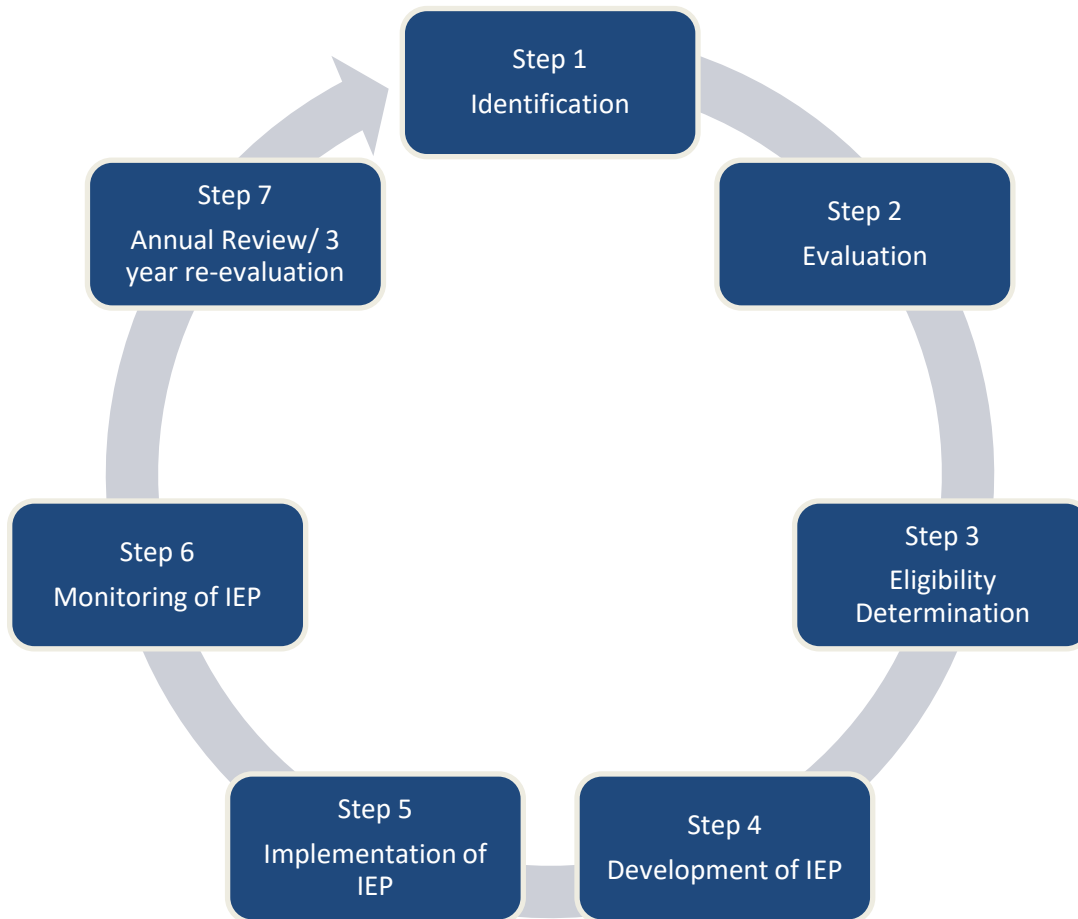 Step 1
Identification
Step 2
Evaluation
Step 3
Eligibility
Determination
Step 4
Development of IEP
Step 5
Implementation of
IEP
Step 6
Monitoring of IEP
Step 7
Annual Review/ 3
year re-evaluation